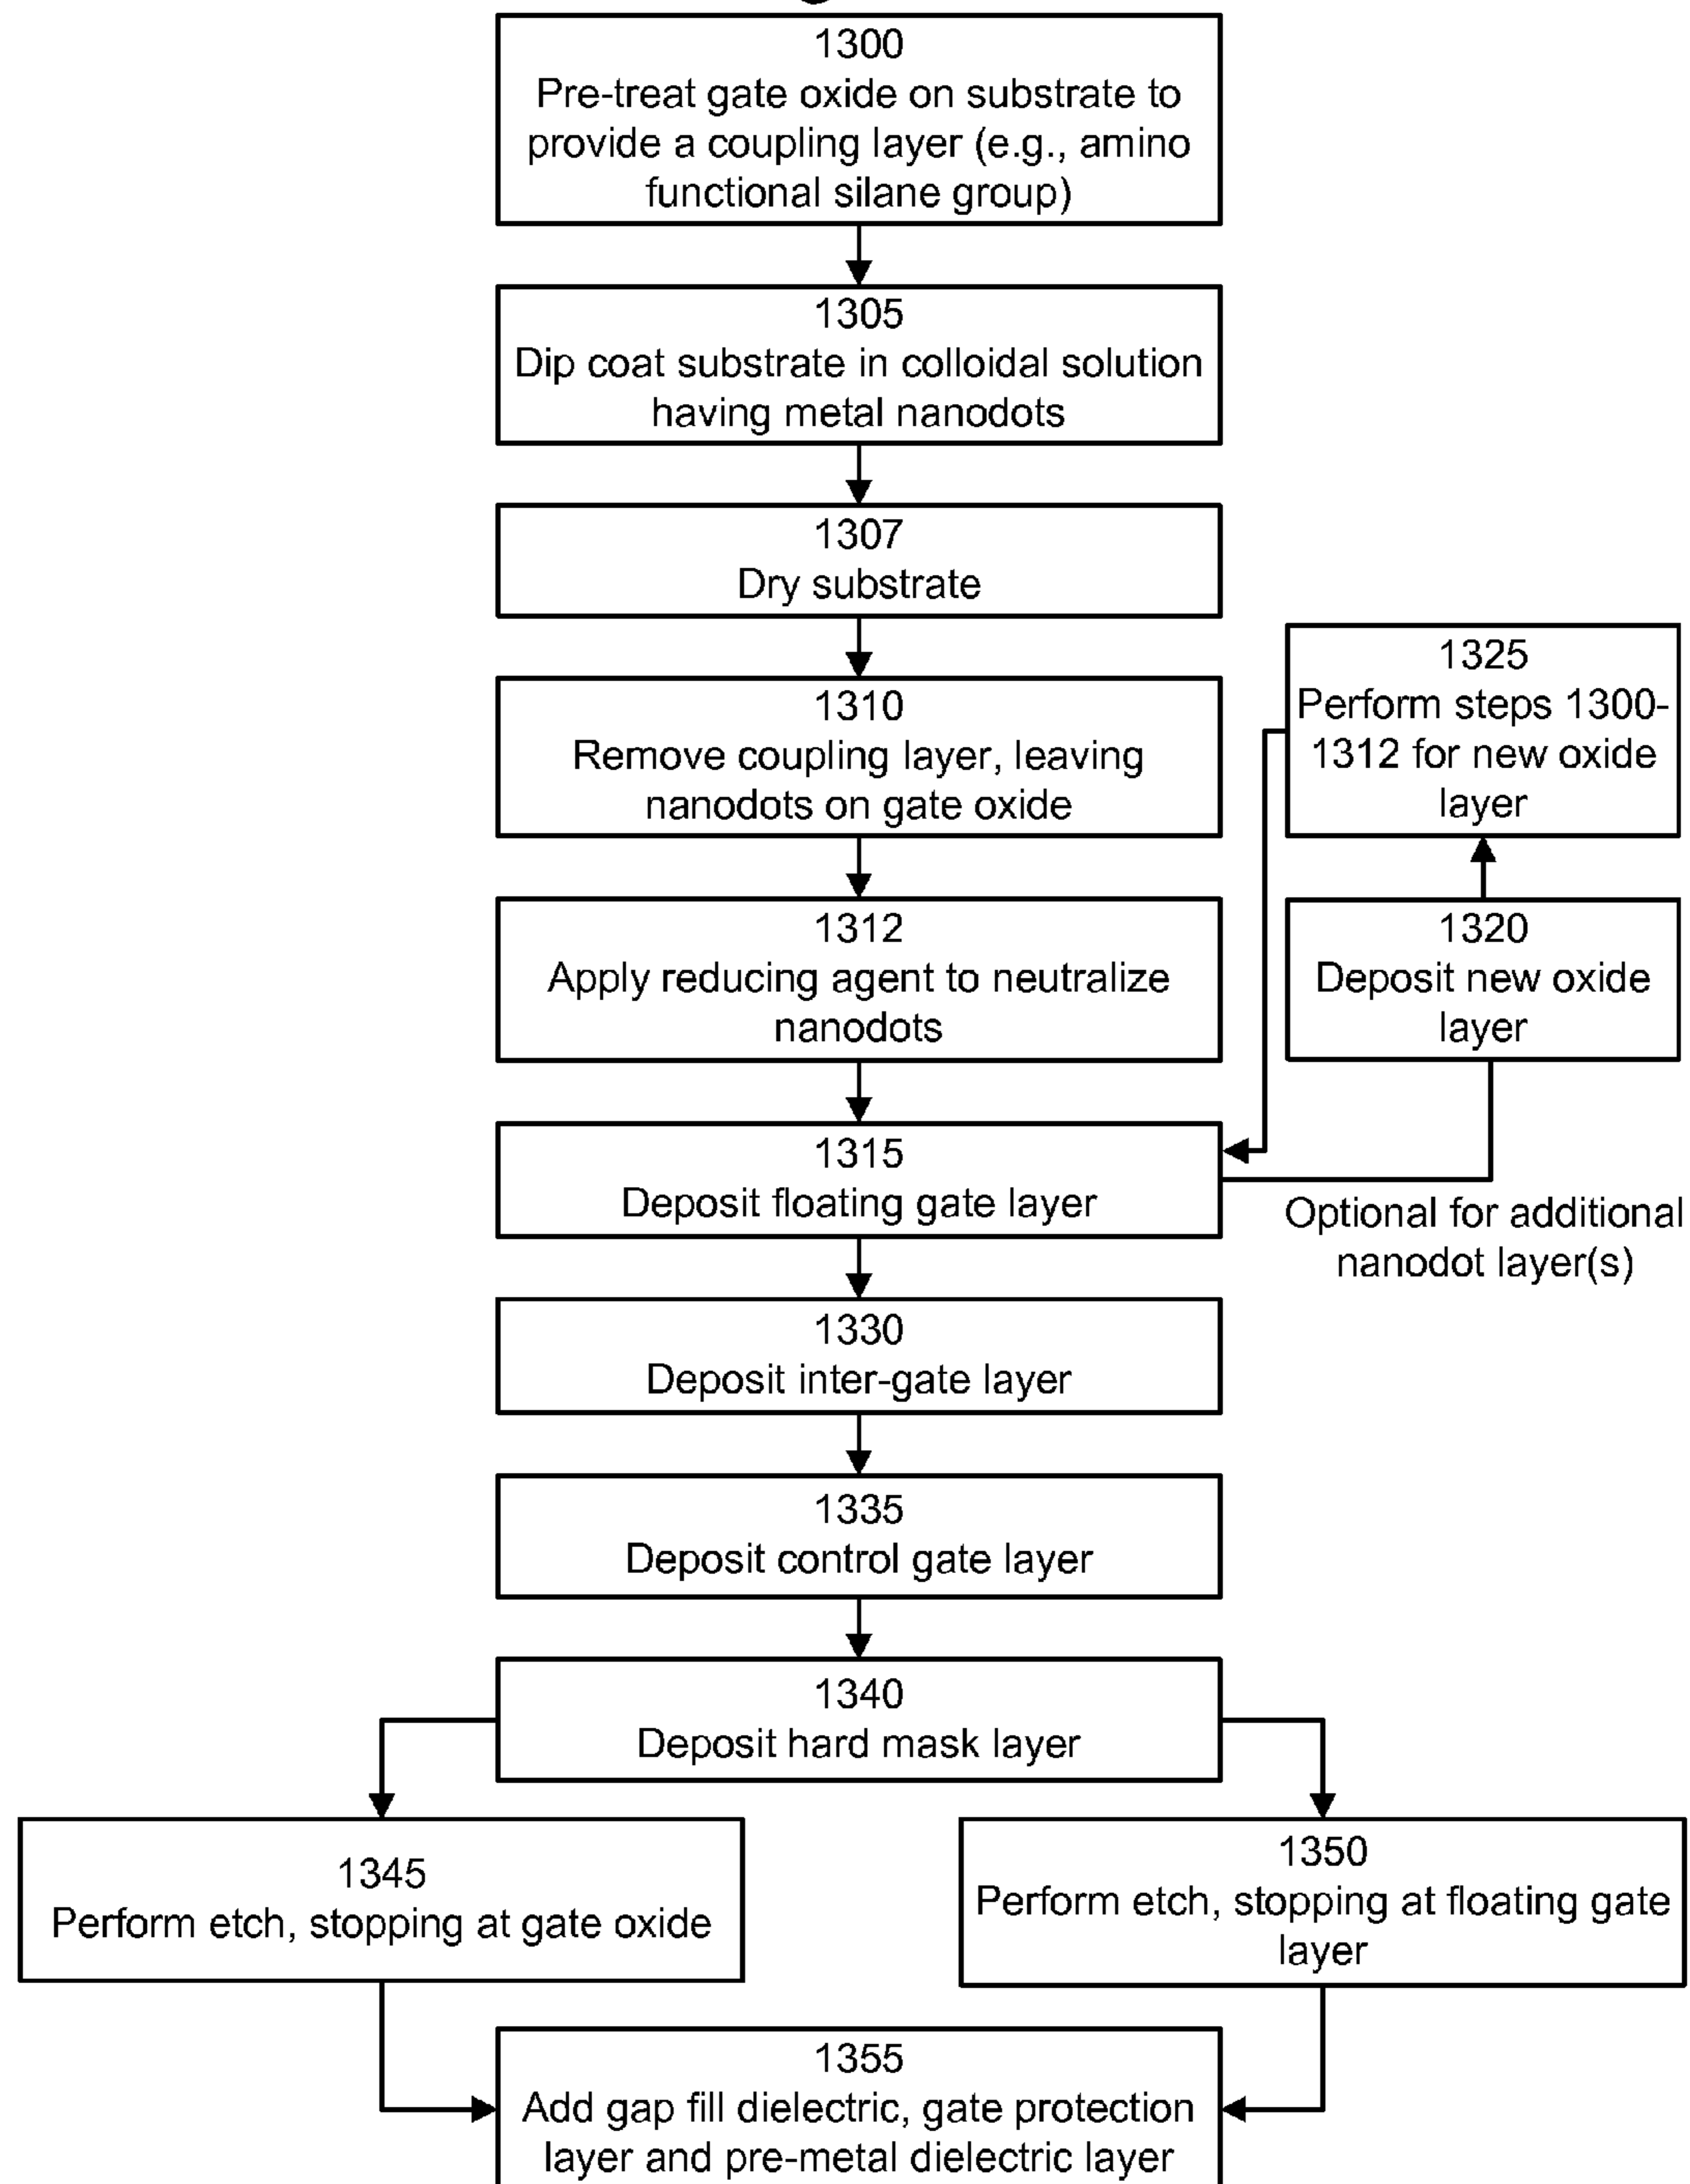 1300
Pre-treat gate oxide on substrate to
provide a coupling layer (e.g., amino
functional silane group)
1305
Dip coat substrate in colloidal solution
having metal nanodots
1307
Dry substrate
1310
Remove coupling layer, leaving
nanodots on gate oxide
1325
Perform steps 1300-
1312 for new oxide
layer
1312
Apply reducing agent to neutralize
nanodots
1320
Deposit new oxide
layer
1315
Deposit floating gate layer
Optional for additional
nanodot layer(s)
1330
Deposit inter-gate layer
1335
Deposit control gate layer
1340
Deposit hard mask layer
1345
Perform etch, stopping at gate oxide
1350
Perform etch, stopping at floating gate
layer
1355
Add gap fill dielectric, gate protection
layer and pre-metal dielectric layer